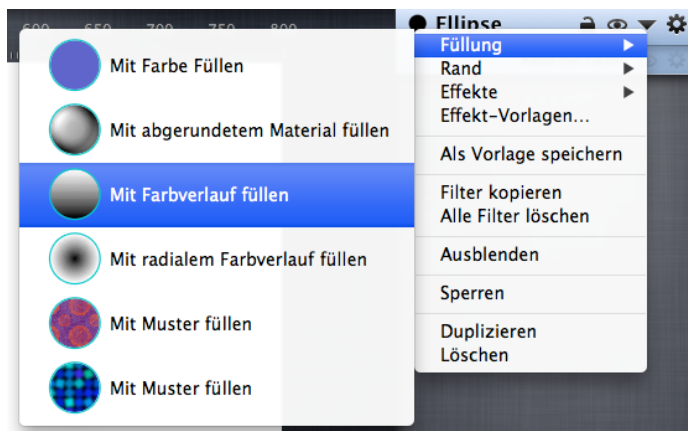 600 650 700 750 800
Ellipse
Füllung
Rand
Effekte
Effekt-Vorlagen...
Als Vorlage speichern
Filter kopieren
Alle Filter löschen
Ausblenden
Sperren
Duplizieren
Löschen
Mit Farbe Füllen
Mit abgerundetem Material füllen
Mit Farbverlauf füllen
Mit radialem Farbverlauf füllen
Mit Muster füllen
Mit Muster füllen